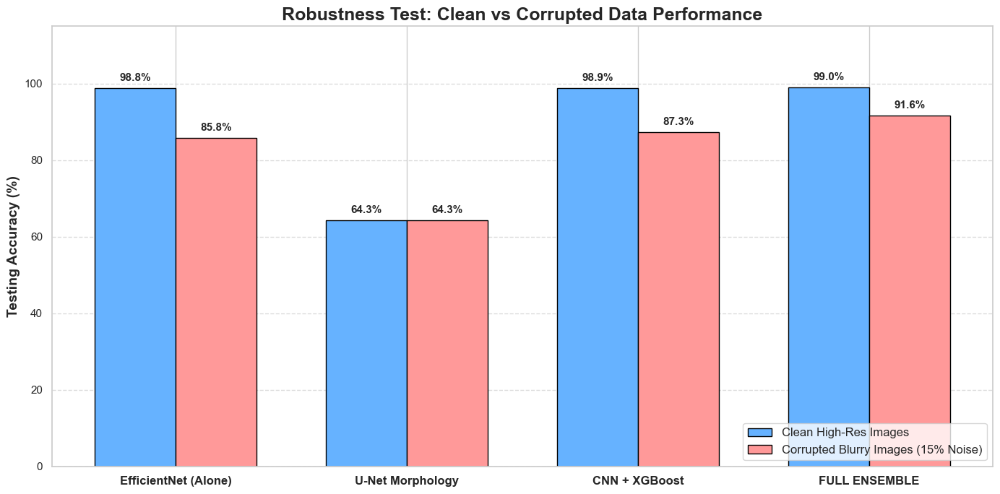 Robustness Test: Clean vs Corrupted Data Performance
Testing Accuracy (%)
100
80
60
40
20
0
98.8%
85.8%
64.3%
64.3%
98.9%
87.3%
99.0%
91.6%
Clean High-Res Images
Corrupted Blurry Images (15% Noise)
EfficientNet (Alone)
U-Net Morphology
CNN + XGBoost
FULL ENSEMBLE